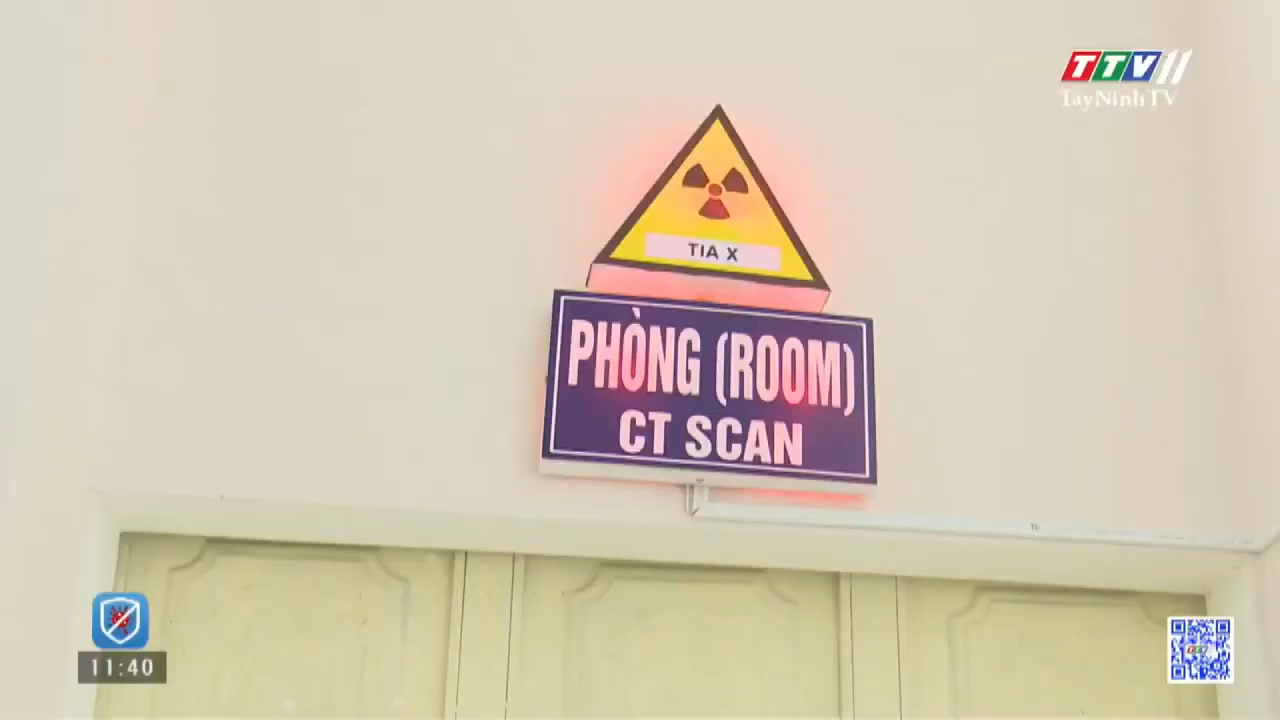 TTV11
TayNinhTV
TIA X
PHÒNG (ROOM)
CT SCAN
11:40